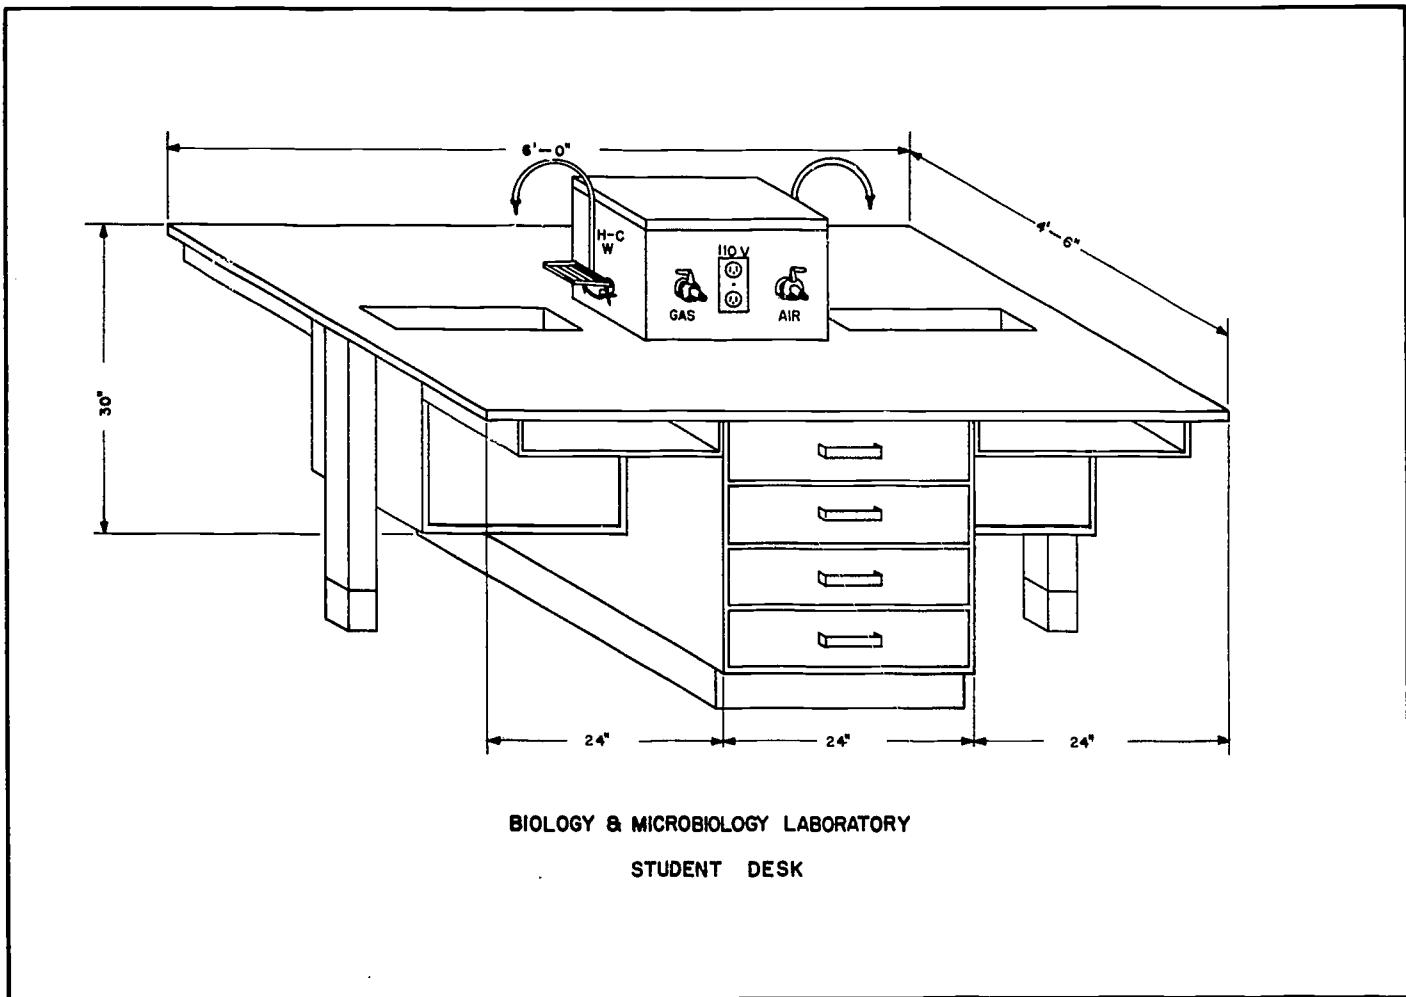 6'-0"
4'-6"
H-C
W
110 V
GAS
AIR
30"
24"
24"
24"
BIOLOGY & MICROBIOLOGY LABORATORY
STUDENT DESK